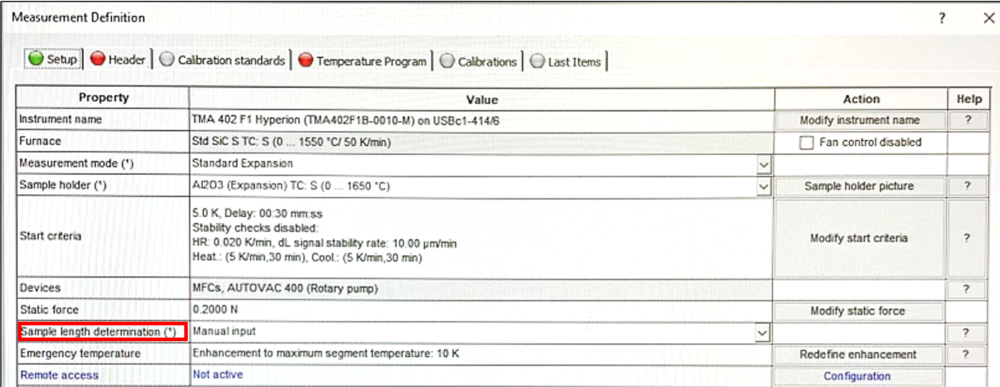 Measurement Definition
?
Setup Header Calibration standards Temperature Program Calibrations Last Items
Property Value Action Help
Instrument name TMA 402 F1 Hyperion (TMA402F1B-0010-M) on USBc1-414/6 Modify instrument name ?
Furnace Std SiC S TC: S (0 ... 1550 °C/ 50 K/min) Fan control disabled
Measurement mode (*) Standard Expansion
Sample holder (*) Al2O3 (Expansion) TC: S (0 ... 1650 °C) Sample holder picture ?
Start criteria
5.0 K, Delay: 00:30 mm:ss
Stability checks disabled:
HR: 0.020 K/min, dL signal stability rate: 10.00 µm/min
Heat.: (5 K/min,30 min), Cool.: (5 K/min,30 min)
Modify start criteria ?
Devices MFCs, AUTOVAC 400 (Rotary pump) ?
Static force 0.2000 N Modify static force
Sample length determination (*) Manual input ?
Emergency temperature Enhancement to maximum segment temperature: 10 K Redefine enhancement ?
Remote access Not active Configuration